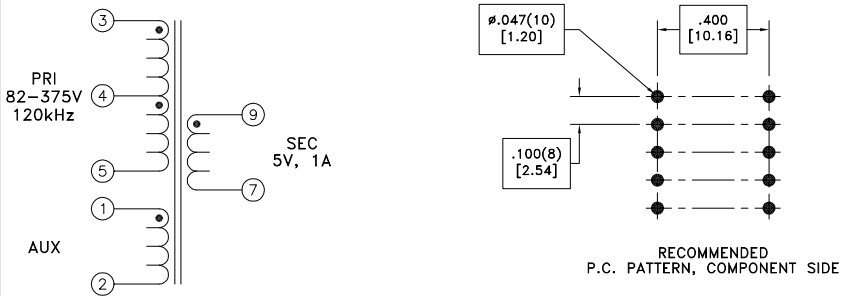 3
PRI
82-375V
120kHz
4
5
9
SEC
5V, 1A
7
1
AUX
2
ø.047(10)
[1.20]
.400
[10.16]
.100(8)
[2.54]
RECOMMENDED
P.C. PATTERN, COMPONENT SIDE